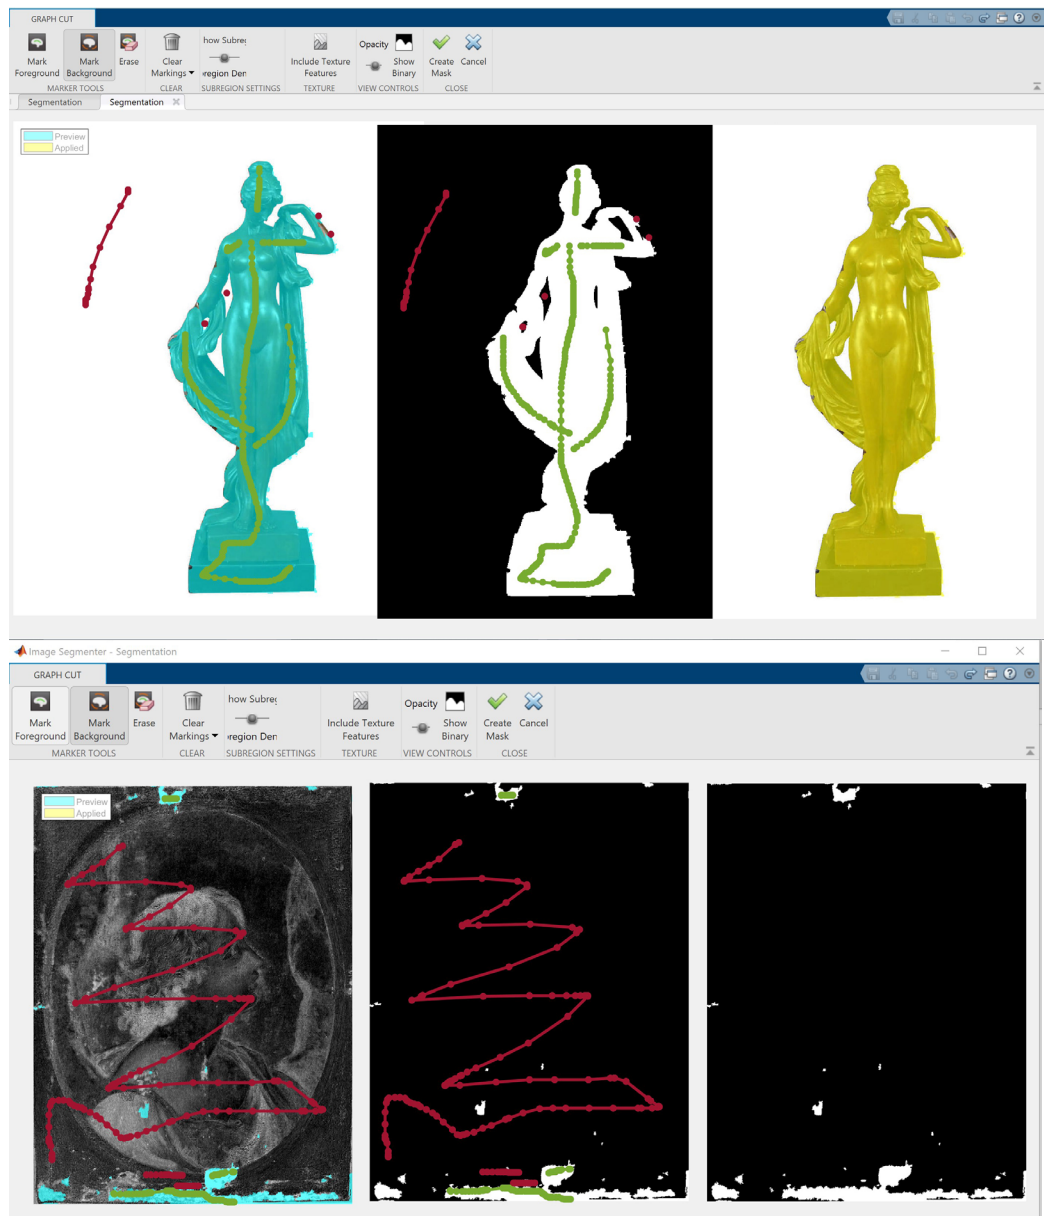 GRAPH CUT
Mark Foreground
Mark Background
Erase
Clear Markings
how Subreg
region Den
Include Texture Features
Opacity
Show Binary
Create Mask
Cancel
MARKER TOOLS
CLEAR
SUBREGION SETTINGS
TEXTURE
VIEW CONTROLS
CLOSE
Segmentation
Segmentation
Preview
Applied
Image Segmenter - Segmentation
GRAPH CUT
Mark Foreground
Mark Background
Erase
Clear Markings
how Subreg
region Den
Include Texture Features
Opacity
Show Binary
Create Mask
Cancel
MARKER TOOLS
CLEAR
SUBREGION SETTINGS
TEXTURE
VIEW CONTROLS
CLOSE
Preview
Applied